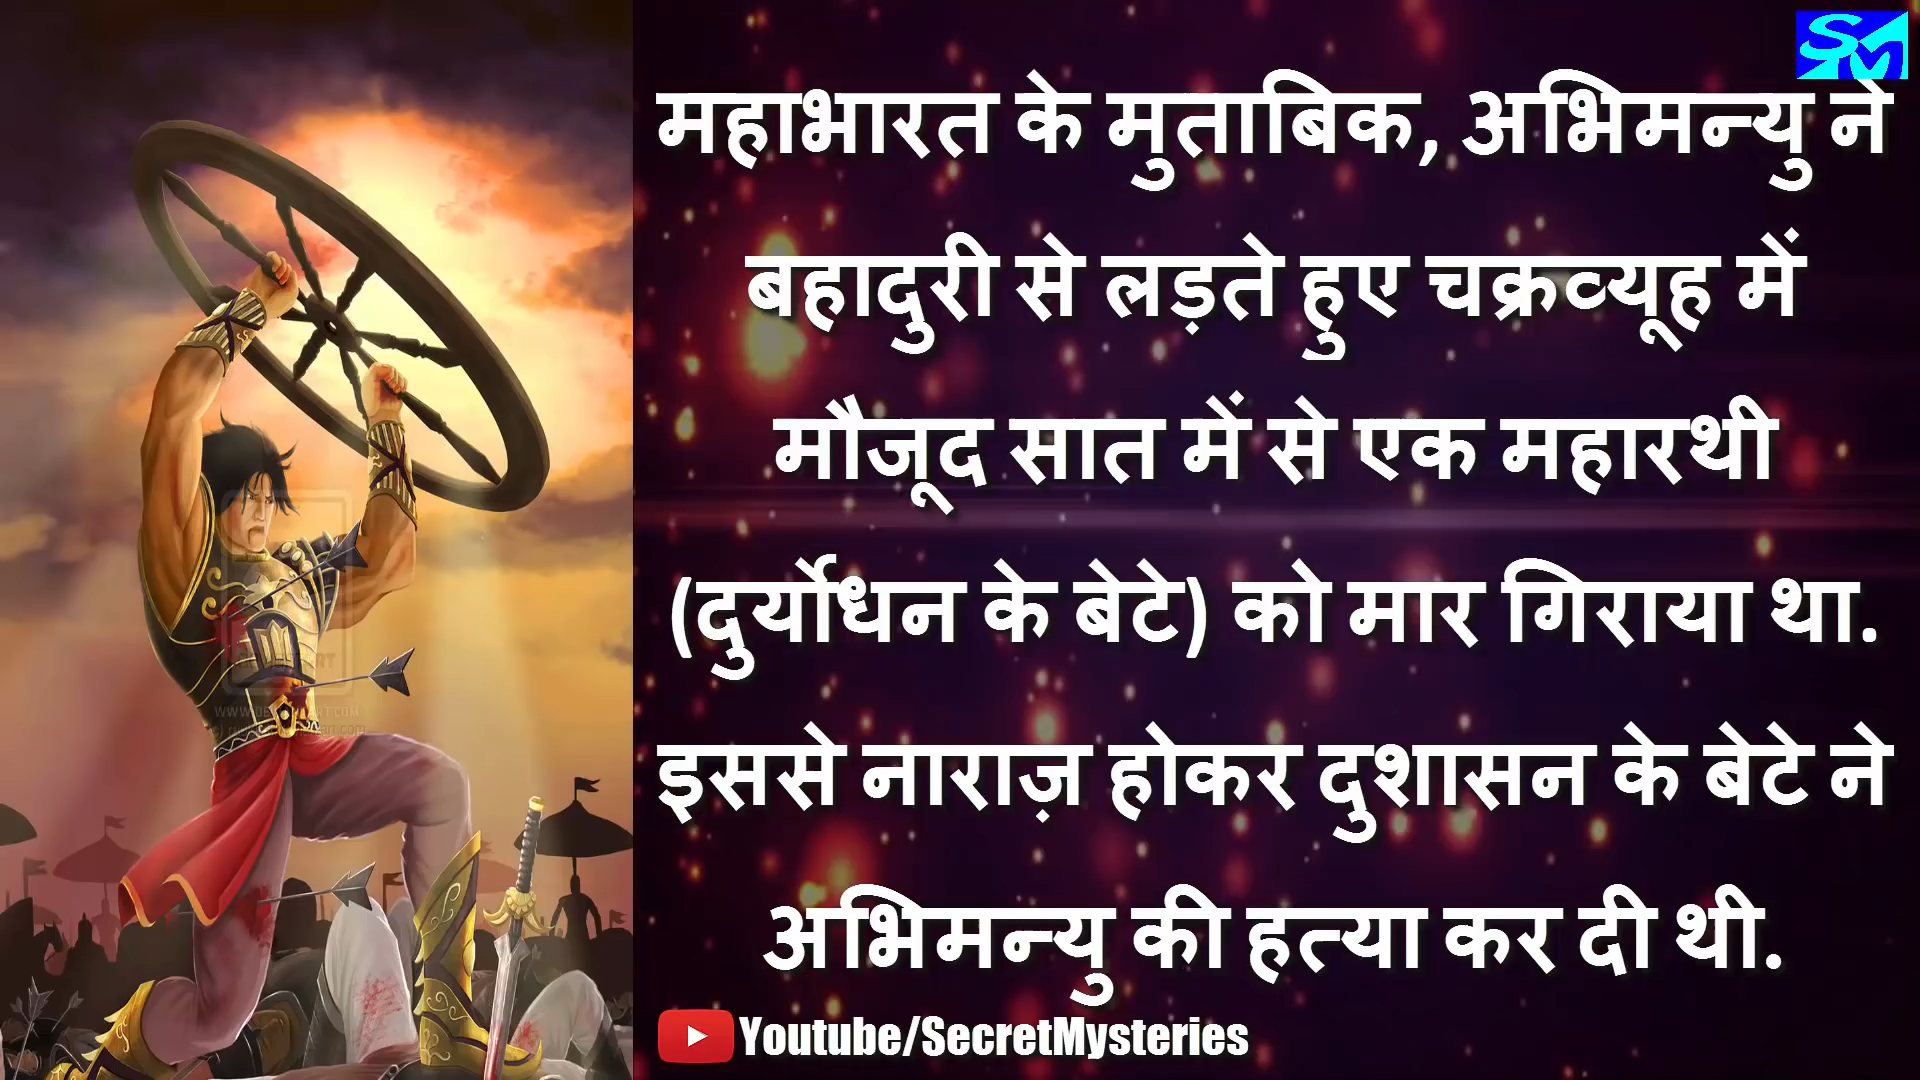 SM
महाभारत के मुताबिक, अभिमन्यु ने
बहादुरी से लड़ते हुए चक्रव्यूह में
मौजूद सात में से एक महारथी
(दुर्योधन के बेटे) को मार गिराया था.
इससे नाराज़ होकर दुशासन के बेटे ने
अभिमन्यु की हत्या कर दी थी.
Youtube/SecretMysteries